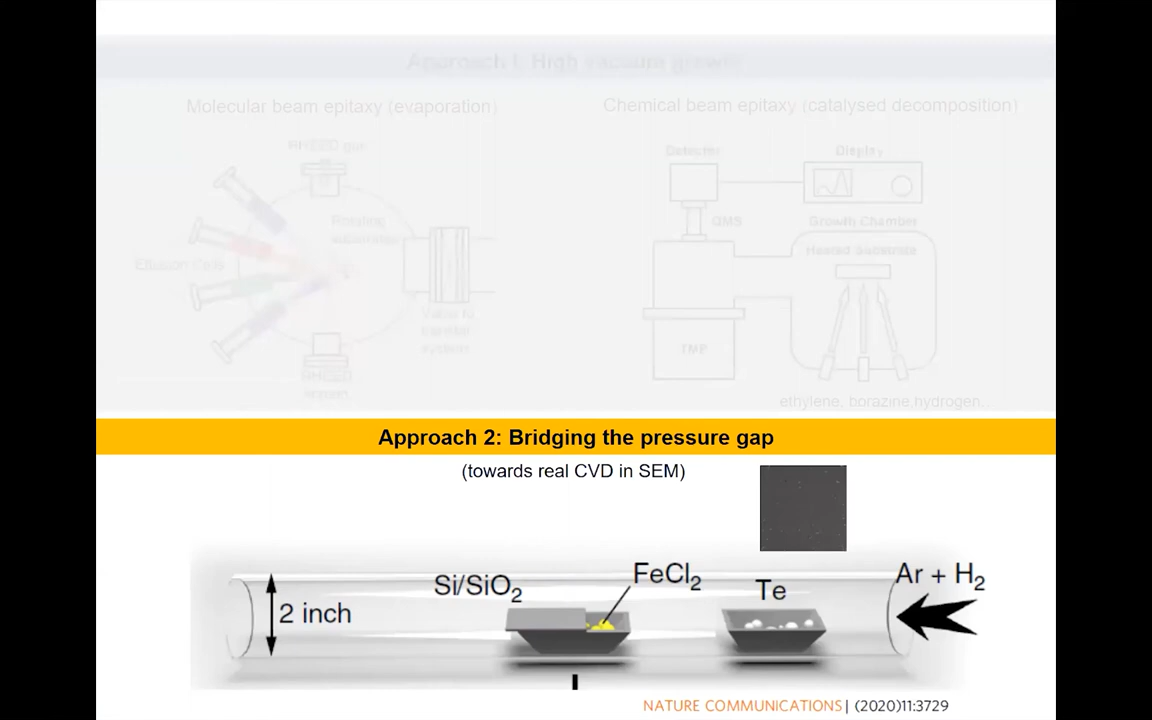 Approach I: High vacuum growth
Molecular beam epitaxy (evaporation)
Chemical beam epitaxy (catalysed decomposition)
RHEED gun
Rotating
substrates
Effusion Cells
Valve to
transfer
system
RHEED
screen
Detector
Display
QMS
Growth Chamber
Heated Substrate
TMP
ethylene, borazine,hydrogen..
Approach 2: Bridging the pressure gap
(towards real CVD in SEM)
Si/SiO2
FeCl2
Te
Ar + H2
2 inch
NATURE COMMUNICATIONS| (2020)11:3729